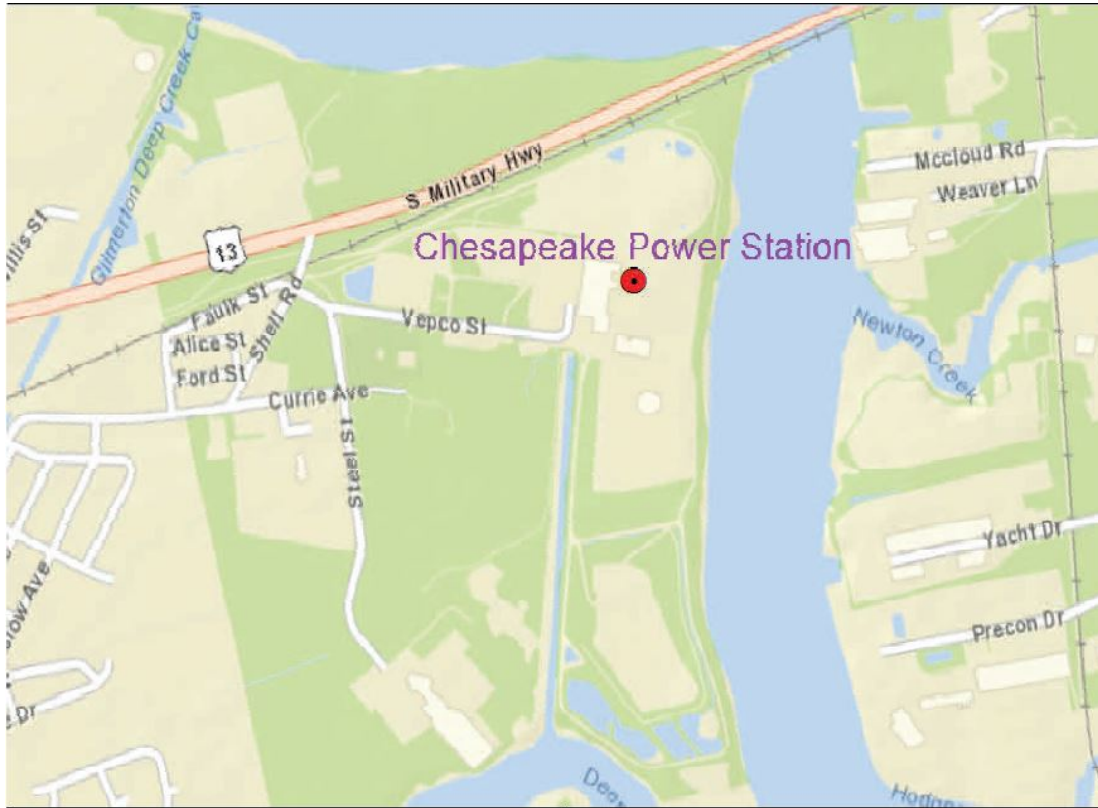 Gilmerton Deep Creek Ca
S Military Hwy
13
Mccloud Rd
Weaver Ln
Chesapeake Power Station
Faulk St
Shell Rd
Vepco St
Alice St
Ford St
Newton Creek
Currie Ave
Steel St
Yacht Dr
Precon Dr
Dr